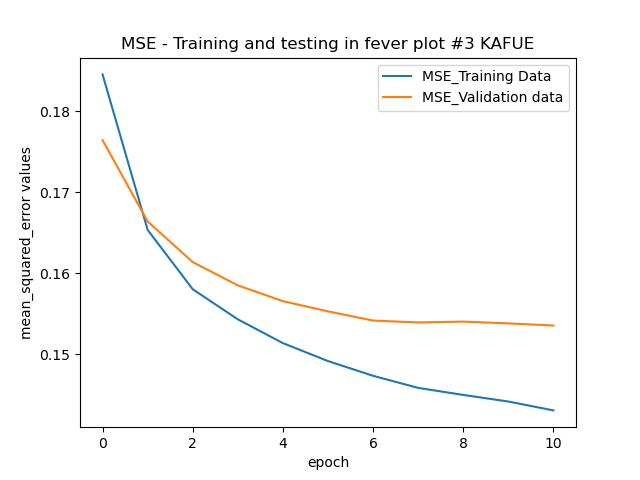 MSE - Training and testing in fever plot #3 KAFUE
MSE_Training Data
MSE_Validation data
mean_squared_error values
0.18
0.17
0.16
0.15
0 2 4 6 8 10
epoch